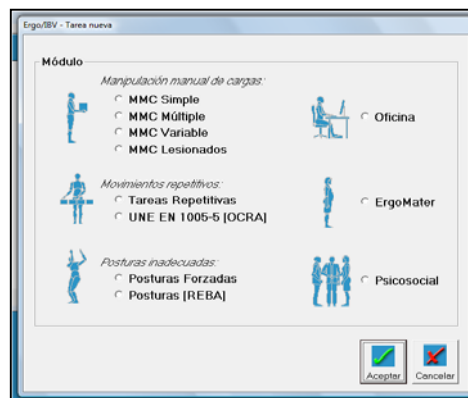 Ergo/IBV - Tarea nueva
Módulo
Manipulación manual de cargas:
MMC Simple
MMC Múltiple
MMC Variable
MMC Lesionados
Oficina
Movimientos repetitivos:
Tareas Repetitivas
UNE EN 1005-5 [OCRA]
ErgoMater
Posturas inadecuadas:
Posturas Forzadas
Posturas [REBA]
Psicosocial
Aceptar
Cancelar